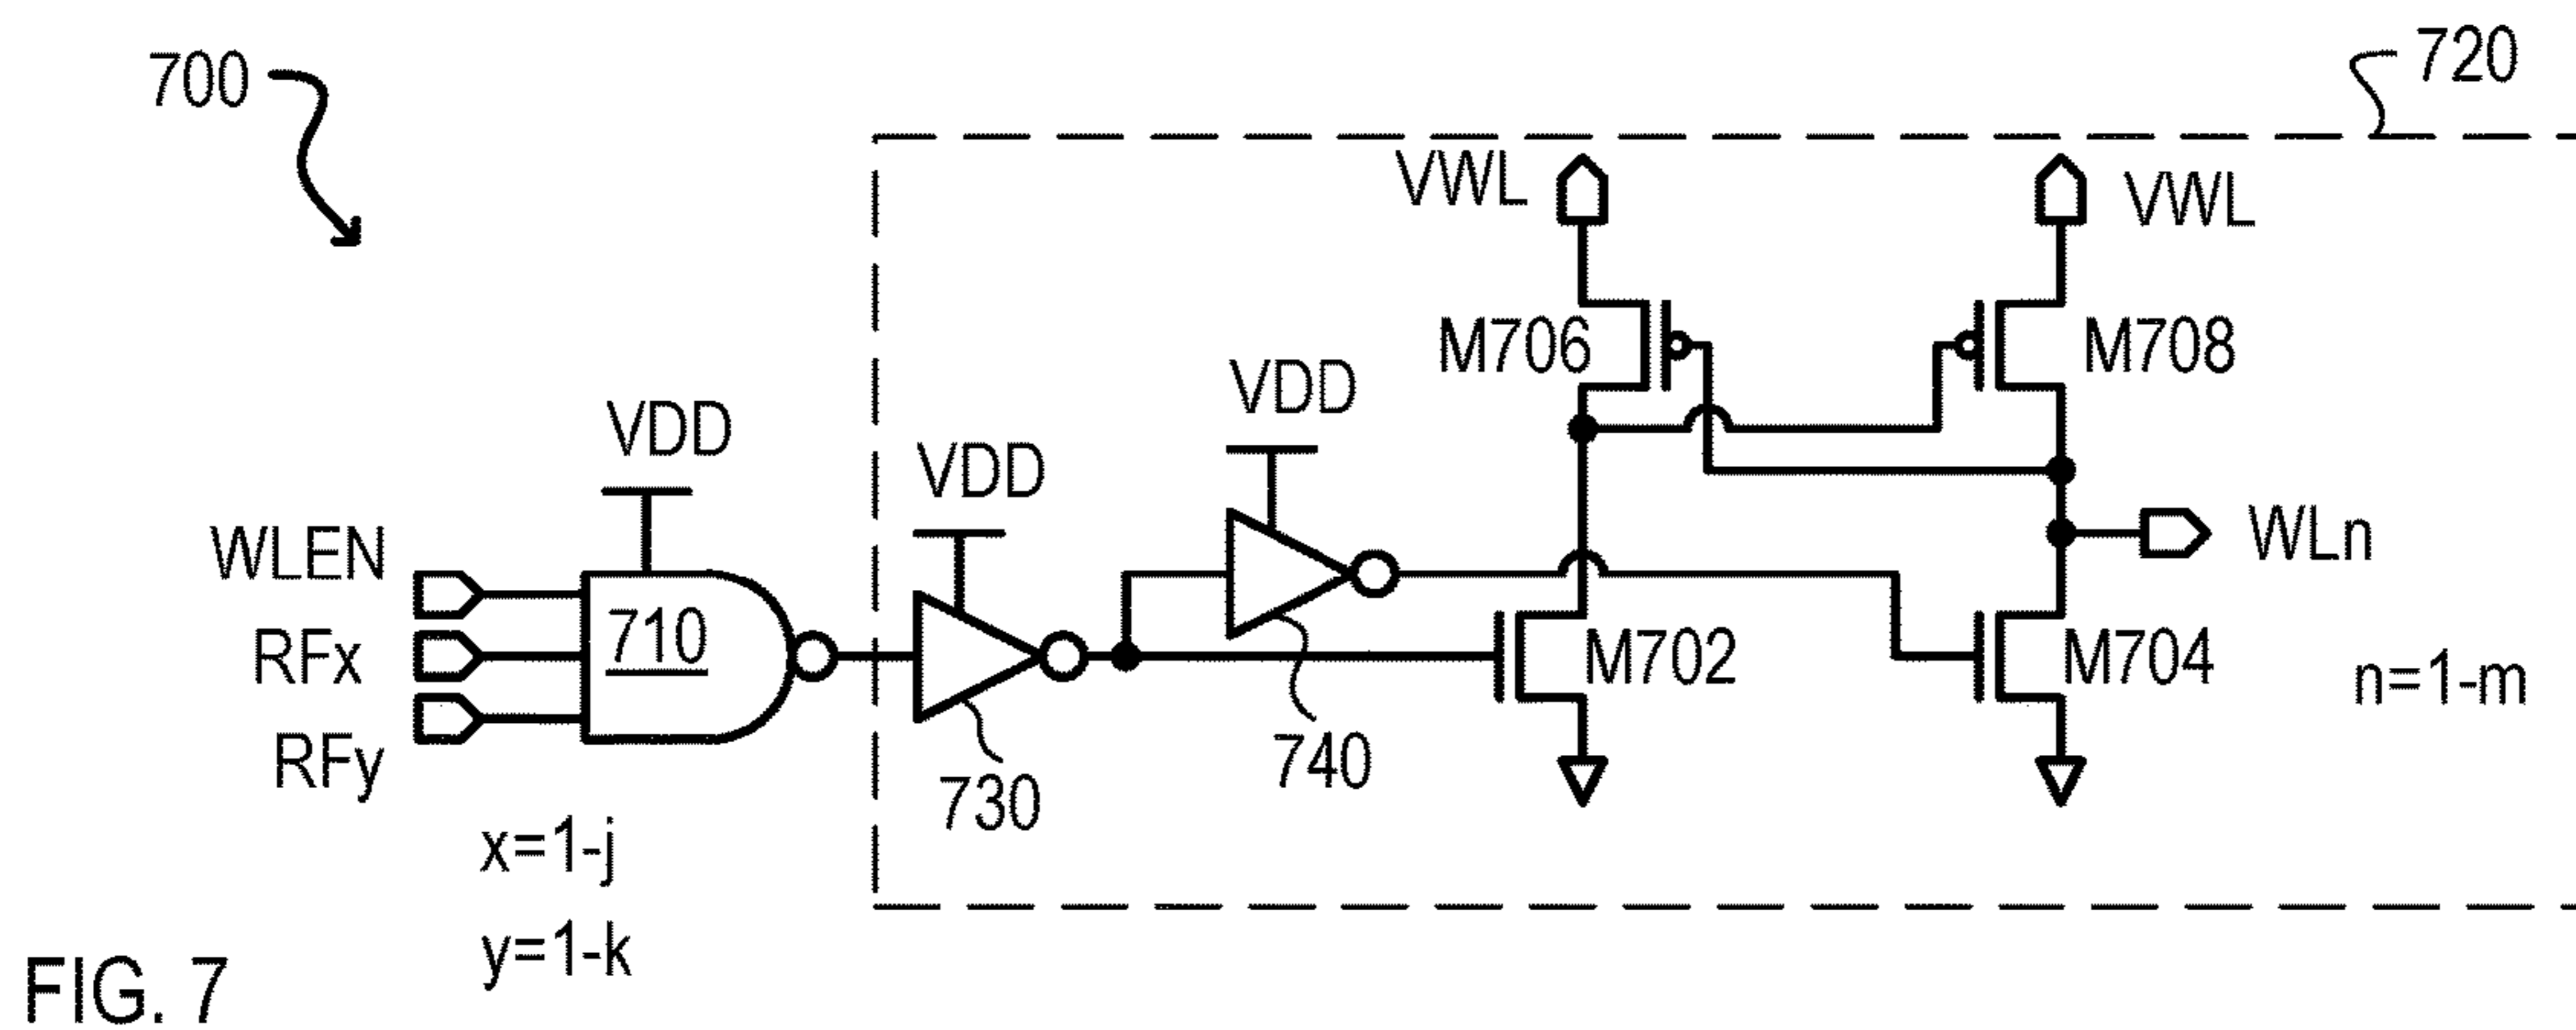 700
720
VWL
VWL
M706
M708
VDD
VDD
VDD
WLEN
RFx
RFy
710
WLn
M702
M704
n=1-m
730
740
x=1-j
y=1-k
FIG. 7